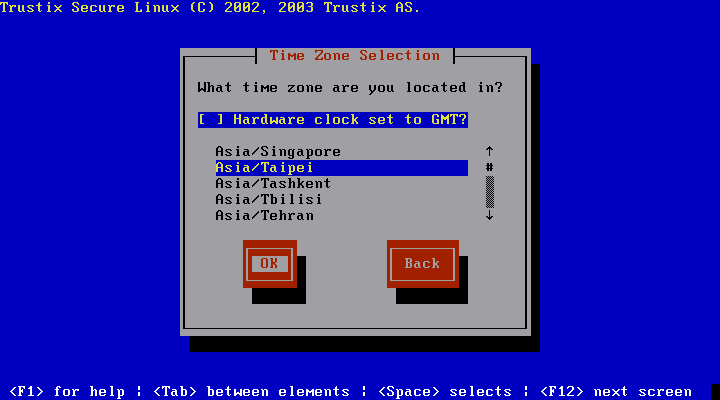 Trustix Secure Linux (C) 2002, 2003 Trustix AS.
Time Zone Selection
What time zone are you located in?
[ ] Hardware clock set to GMT?
Asia/Singapore ↑
Asia/Taipei #
Asia/Tashkent
Asia/Tbilisi
Asia/Tehran ↓
OK Back
<F1> for help ¦ <Tab> between elements ¦ <Space> selects ¦ <F12> next screen